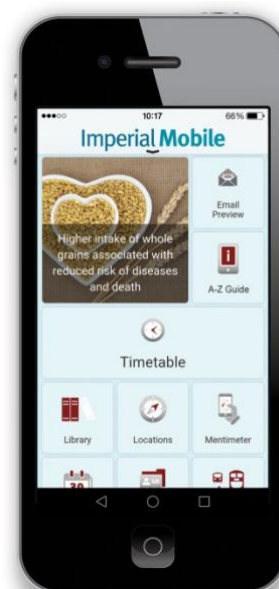 10:17
66%
Imperial Mobile
Higher intake of whole
grains associated with
reduced risk of diseases
and death
Email
Preview
A-Z Guide
Timetable
Library
Locations
Mentimeter
30